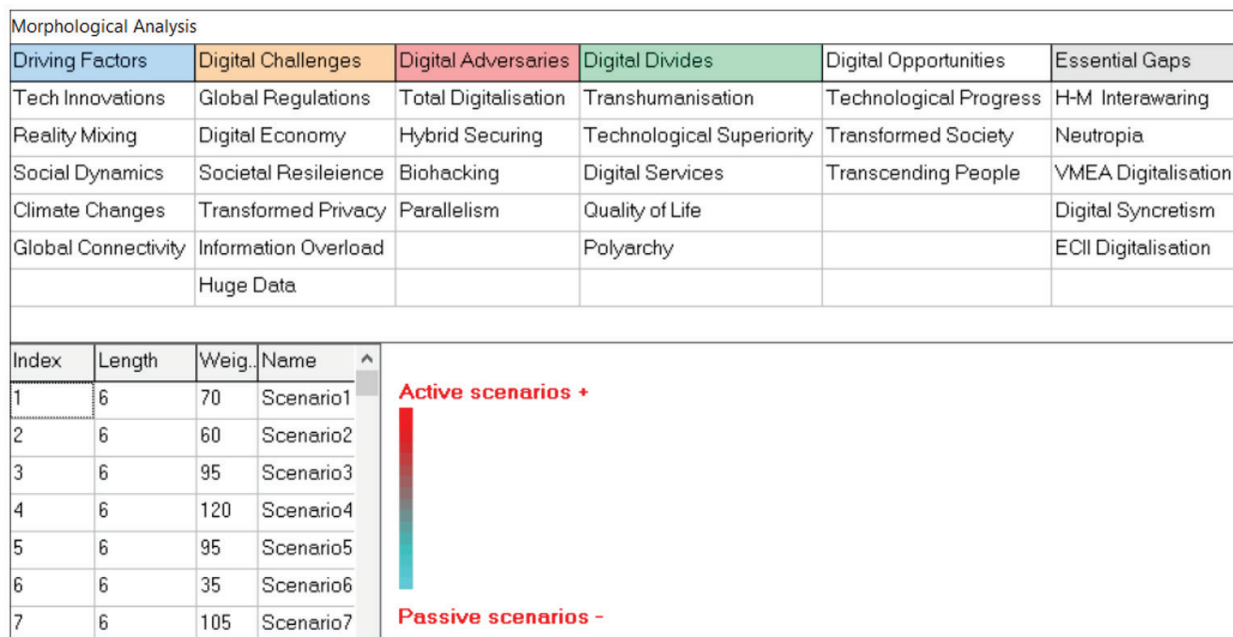 Morphological Analysis
Driving Factors Digital Challenges Digital Adversaries Digital Divides Digital Opportunities Essential Gaps
Tech Innovations Global Regulations Total Digitalisation Transhumanisation Technological Progress H-M Interawaring
Reality Mixing Digital Economy Hybrid Securing Technological Superiority Transformed Society Neutropia
Social Dynamics Societal Resileience Biohacking Digital Services Transcending People VMEA Digitalisation
Climate Changes Transformed Privacy Parallelism Quality of Life Digital Syncretism
Global Connectivity Information Overload Polyarchy ECII Digitalisation
Huge Data
Index Length Weig.. Name
1 6 70 Scenario1
2 6 60 Scenario2
3 6 95 Scenario3
4 6 120 Scenario4
5 6 95 Scenario5
6 6 35 Scenario6
7 6 105 Scenario7
Active scenarios +
Passive scenarios -